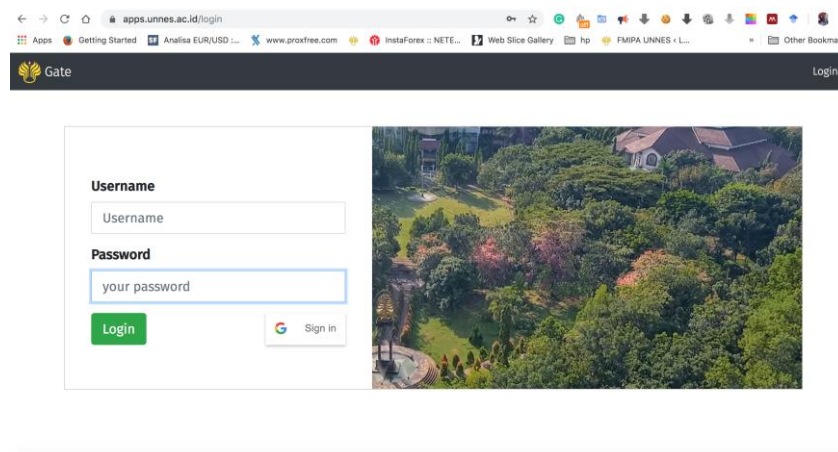 apps.unnes.ac.id/login
Apps Getting Started Analisa EUR/USD :... www.proxfree.com InstaForex :: NETE... Web Slice Gallery hp FMIPA UNNES < L... » Other Bookma
Gate Login
Username
Username
Password
your password
Login Sign in